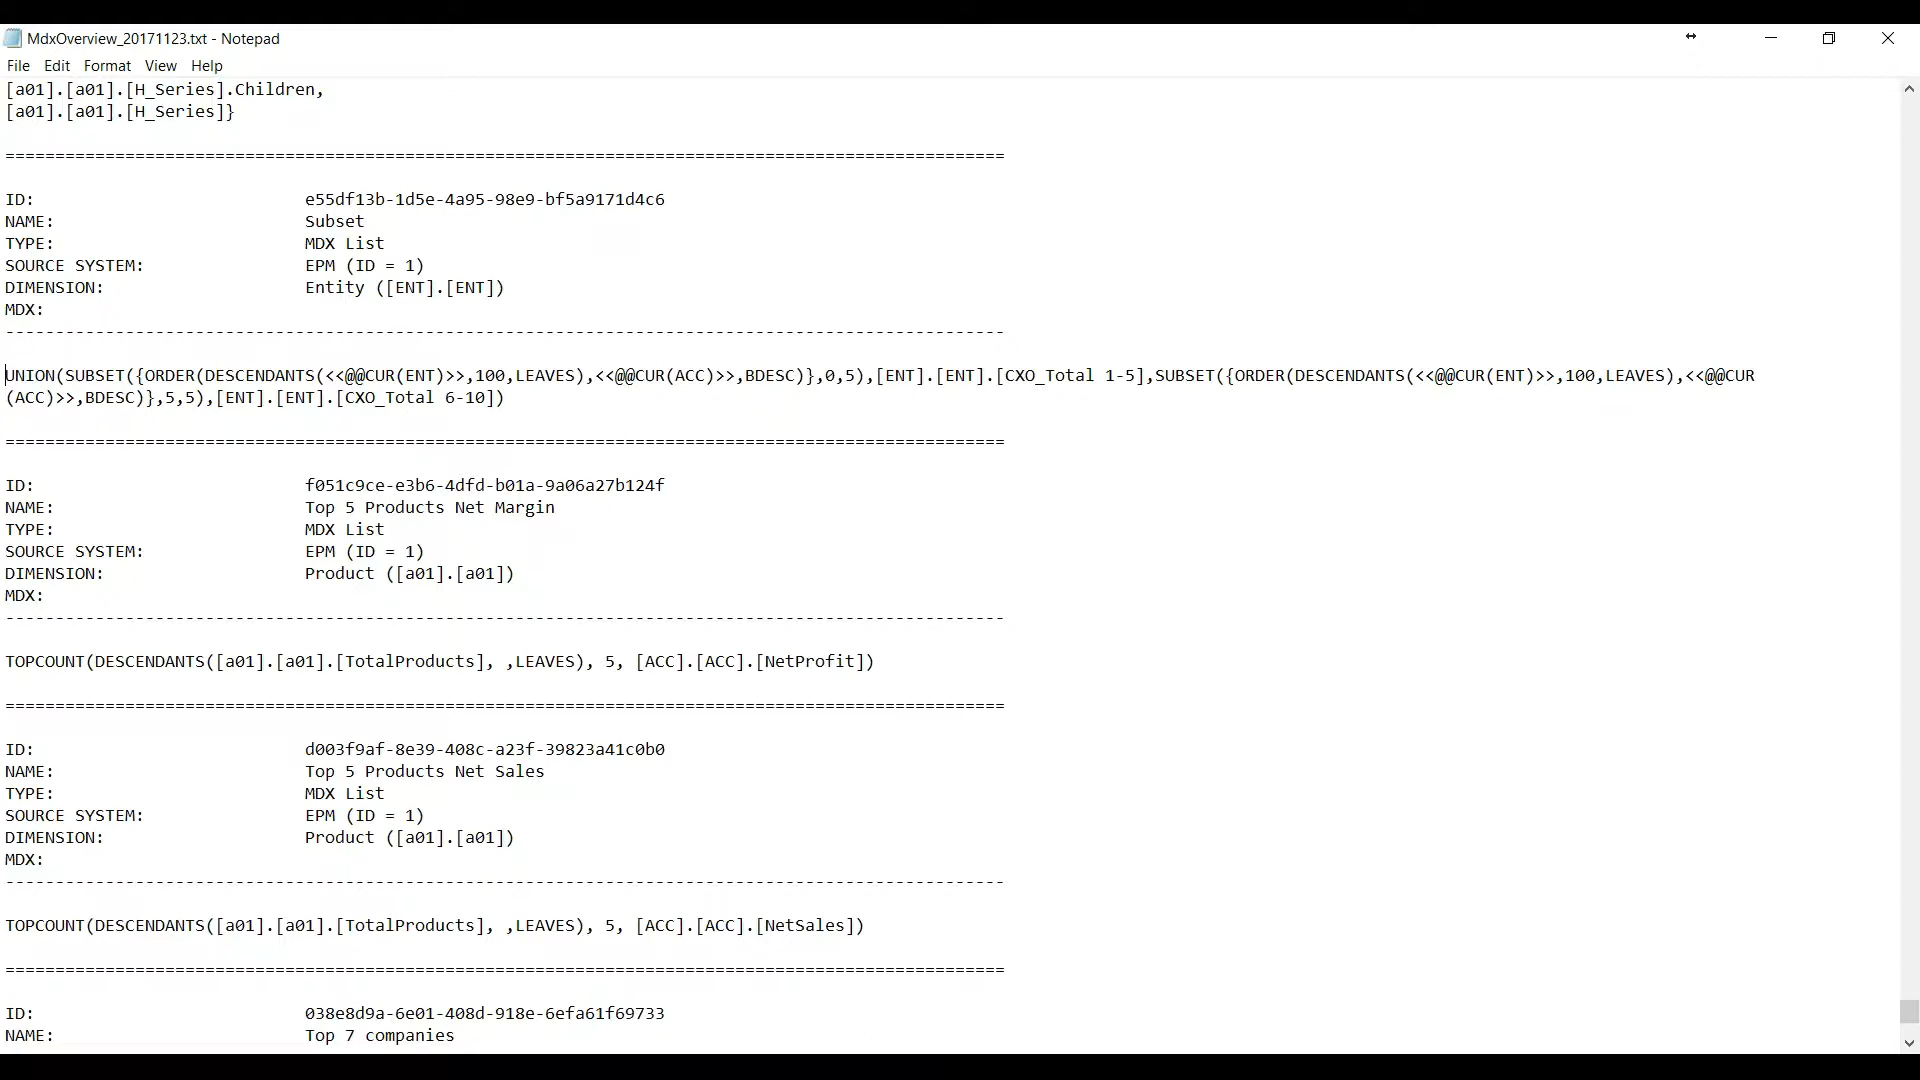 MdxOverview_20171123.txt - Notepad
File Edit Format View Help
[a01].[a01].[H_Series].Children,
[a01].[a01].[H_Series]}
====================================================================================================
ID: e55df13b-1d5e-4a95-98e9-bf5a9171d4c6
NAME: Subset
TYPE: MDX List
SOURCE SYSTEM: EPM (ID = 1)
DIMENSION: Entity ([ENT].[ENT])
MDX:
----------------------------------------------------------------------------------------------------
UNION(SUBSET({ORDER(DESCENDANTS(<<@@CUR(ENT)>>,100,LEAVES),<<@@CUR(ACC)>>,BDESC)},0,5),[ENT].[ENT].[CXO_Total 1-5],SUBSET({ORDER(DESCENDANTS(<<@@CUR(ENT)>>,100,LEAVES),<<@@CUR
(ACC)>>,BDESC)},5,5),[ENT].[ENT].[CXO_Total 6-10])
====================================================================================================
ID: f051c9ce-e3b6-4dfd-b01a-9a06a27b124f
NAME: Top 5 Products Net Margin
TYPE: MDX List
SOURCE SYSTEM: EPM (ID = 1)
DIMENSION: Product ([a01].[a01])
MDX:
----------------------------------------------------------------------------------------------------
TOPCOUNT(DESCENDANTS([a01].[a01].[TotalProducts], ,LEAVES), 5, [ACC].[ACC].[NetProfit])
====================================================================================================
ID: d003f9af-8e39-408c-a23f-39823a41c0b0
NAME: Top 5 Products Net Sales
TYPE: MDX List
SOURCE SYSTEM: EPM (ID = 1)
DIMENSION: Product ([a01].[a01])
MDX:
----------------------------------------------------------------------------------------------------
TOPCOUNT(DESCENDANTS([a01].[a01].[TotalProducts], ,LEAVES), 5, [ACC].[ACC].[NetSales])
====================================================================================================
ID: 038e8d9a-6e01-408d-918e-6efa61f69733
NAME: Top 7 companies